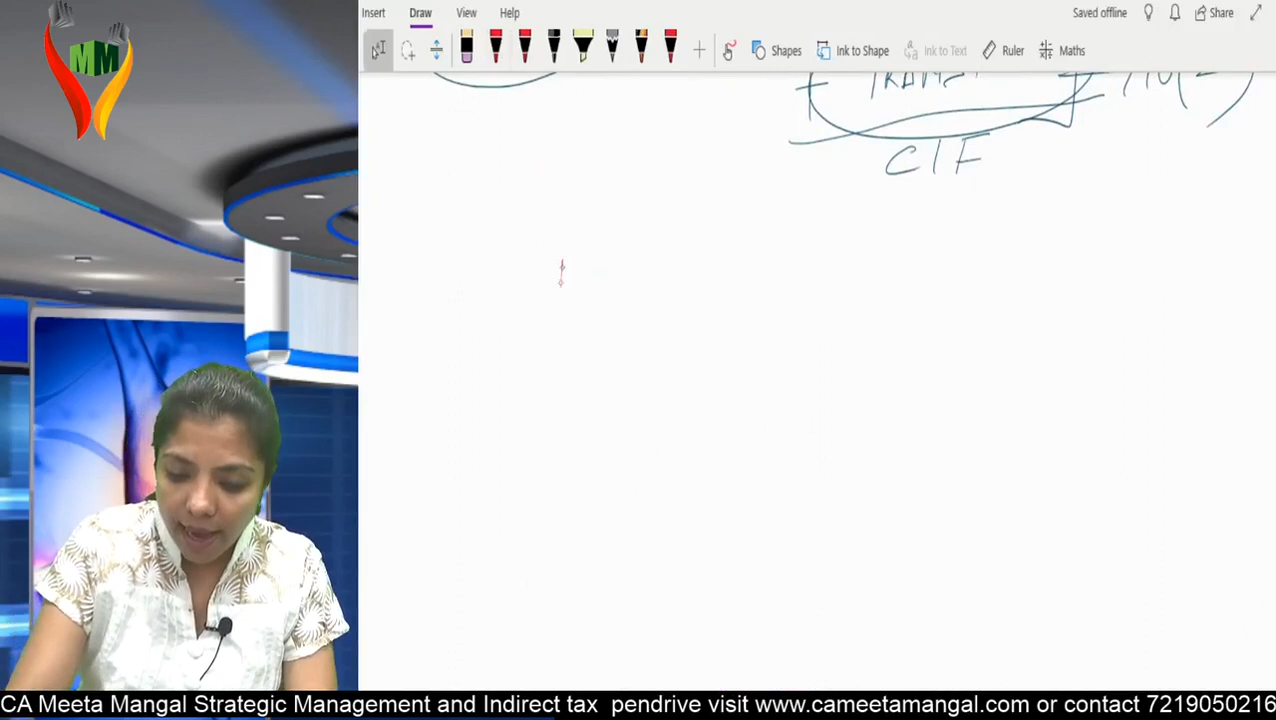 Insert Draw View Help Saved offline Share
Shapes Ink to Shape Ink to Text Ruler Maths
CIF
MM
CA Meeta Mangal Strategic Management and Indirect tax pendrive visit www.cameetamangal.com or contact 7219050216